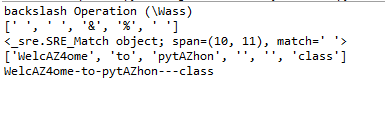 backslash Operation (\Wass)
[' ', ' ', '&', '%', ' ']
<_sre.SRE_Match object; span=(10, 11), match=' '>
['WelcAZ4ome', 'to', 'pytAZhon', '', '', 'class']
WelcAZ4ome-to-pytAZhon---class